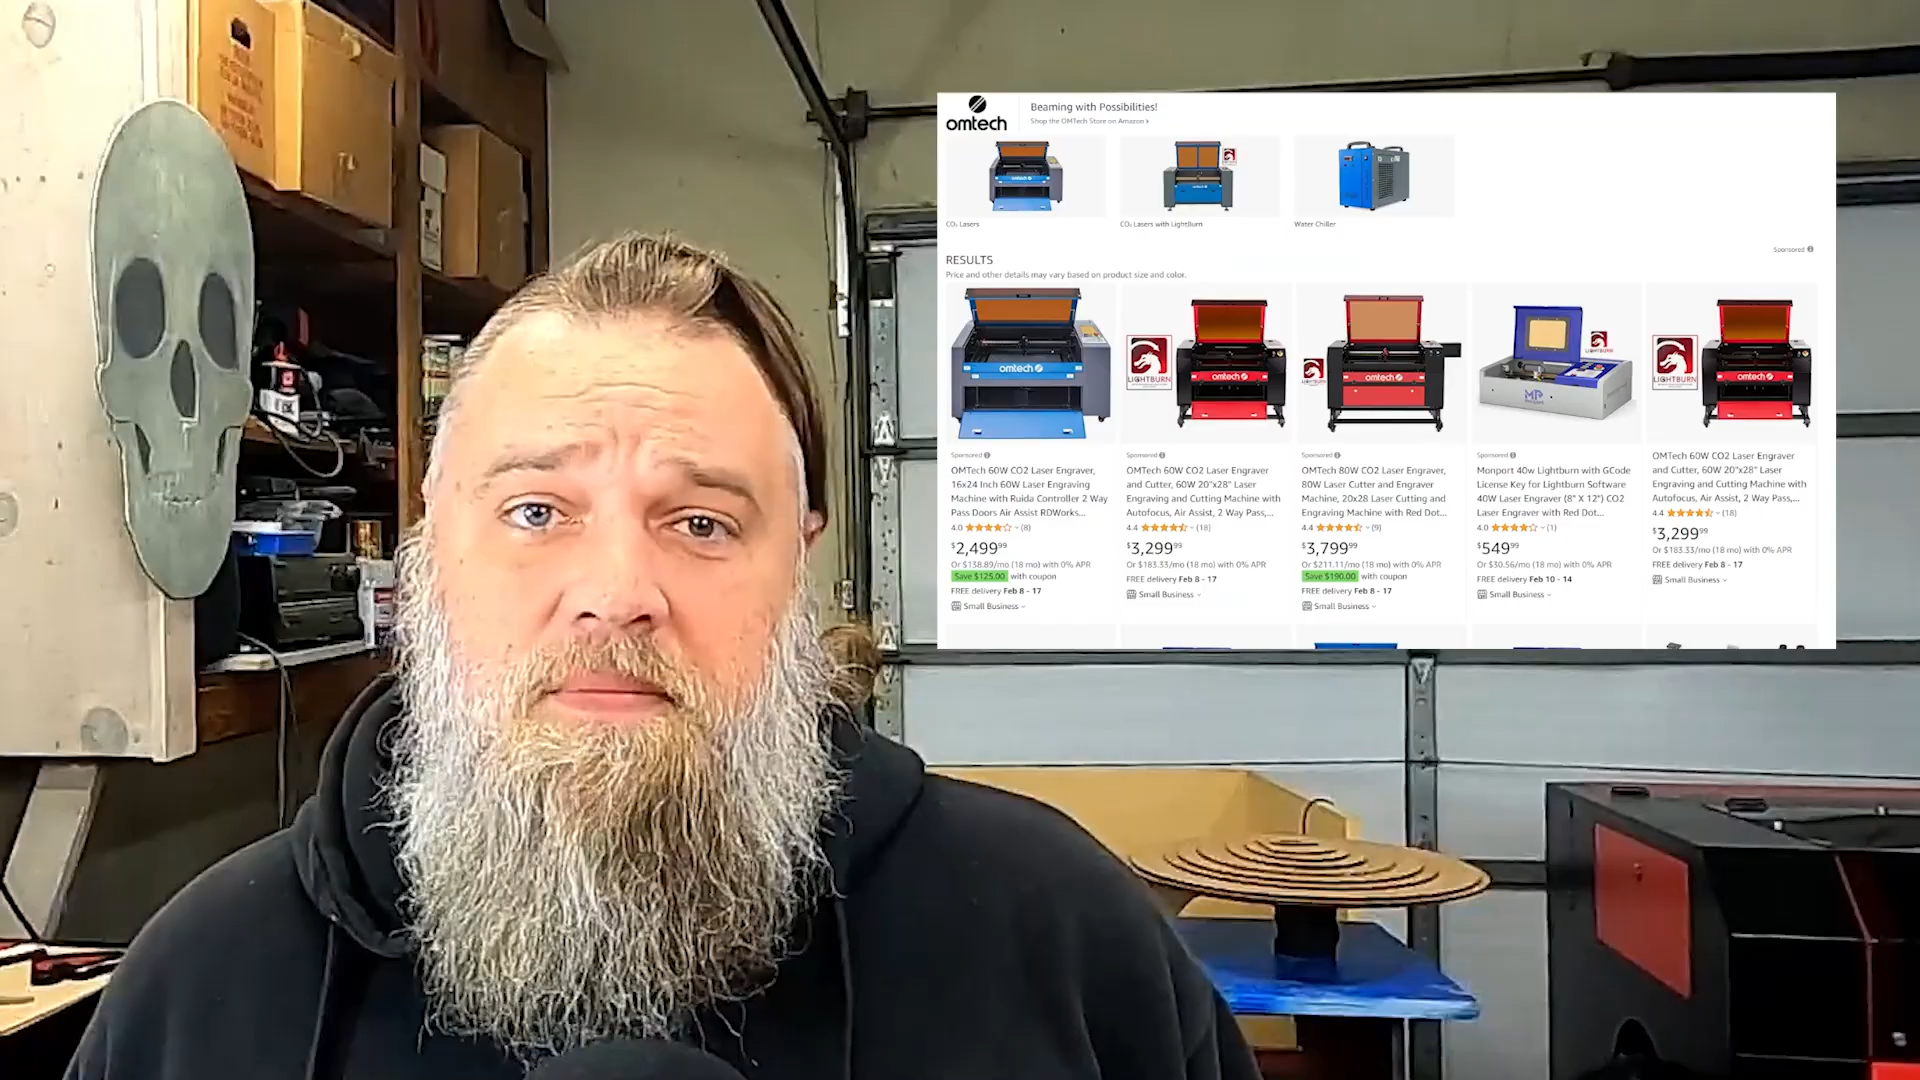 omtech
Beaming with Possibilities!
Shop the OMTech Store on Amazon ›
CO₂ Lasers
CO₂ Lasers with LightBurn
Water Chiller
Sponsored
RESULTS
Price and other details may vary based on product size and color.
omtech
LIGHTBURN
omtech
LIGHTBURN
omtech
LIGHTBURN
MP
LIGHTBURN
omtech
Sponsored
OMTech 60W CO2 Laser Engraver,
16x24 Inch 60W Laser Engraving
Machine with Ruida Controller 2 Way
Pass Doors Air Assist RDWorks...
4.0 (8)
$2,499⁹⁹
Or $138.89/mo (18 mo) with 0% APR
Save $125.00 with coupon
FREE delivery Feb 8 - 17
Small Business
Sponsored
OMTech 60W CO2 Laser Engraver
and Cutter, 60W 20"x28" Laser
Engraving and Cutting Machine with
Autofocus, Air Assist, 2 Way Pass,...
4.4 (18)
$3,299⁹⁹
Or $183.33/mo (18 mo) with 0% APR
FREE delivery Feb 8 - 17
Small Business
Sponsored
OMTech 80W CO2 Laser Engraver,
80W Laser Cutter and Engraver
Machine, 20x28 Laser Cutting and
Engraving Machine with Red Dot...
4.4 (9)
$3,799⁹⁹
Or $211.11/mo (18 mo) with 0% APR
Save $190.00 with coupon
FREE delivery Feb 8 - 17
Small Business
Sponsored
Monport 40w Lightburn with GCode
License Key for Lightburn Software
40W Laser Engraver (8" X 12") CO2
Laser Engraver with Red Dot...
4.0 (1)
$549⁹⁹
Or $30.56/mo (18 mo) with 0% APR
FREE delivery Feb 10 - 14
Small Business
OMTech 60W CO2 Laser Engraver
and Cutter, 60W 20"x28" Laser
Engraving and Cutting Machine with
Autofocus, Air Assist, 2 Way Pass,...
4.4 (18)
$3,299⁹⁹
Or $183.33/mo (18 mo) with 0% APR
FREE delivery Feb 8 - 17
Small Business